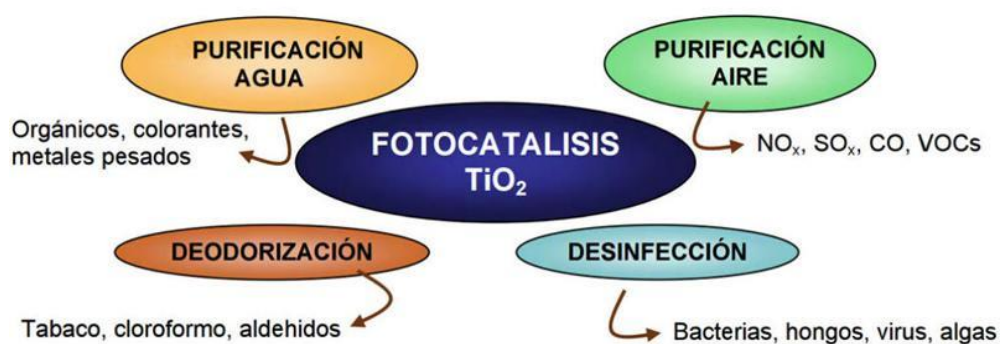 PURIFICACIÓN
AGUA
Orgánicos, colorantes,
metales pesados
PURIFICACIÓN
AIRE
NOₓ, SOₓ, CO, VOCs
FOTOCATALISIS
TiO₂
DEODORIZACIÓN
Tabaco, cloroformo, aldehidos
DESINFECCIÓN
Bacterias, hongos, virus, algas